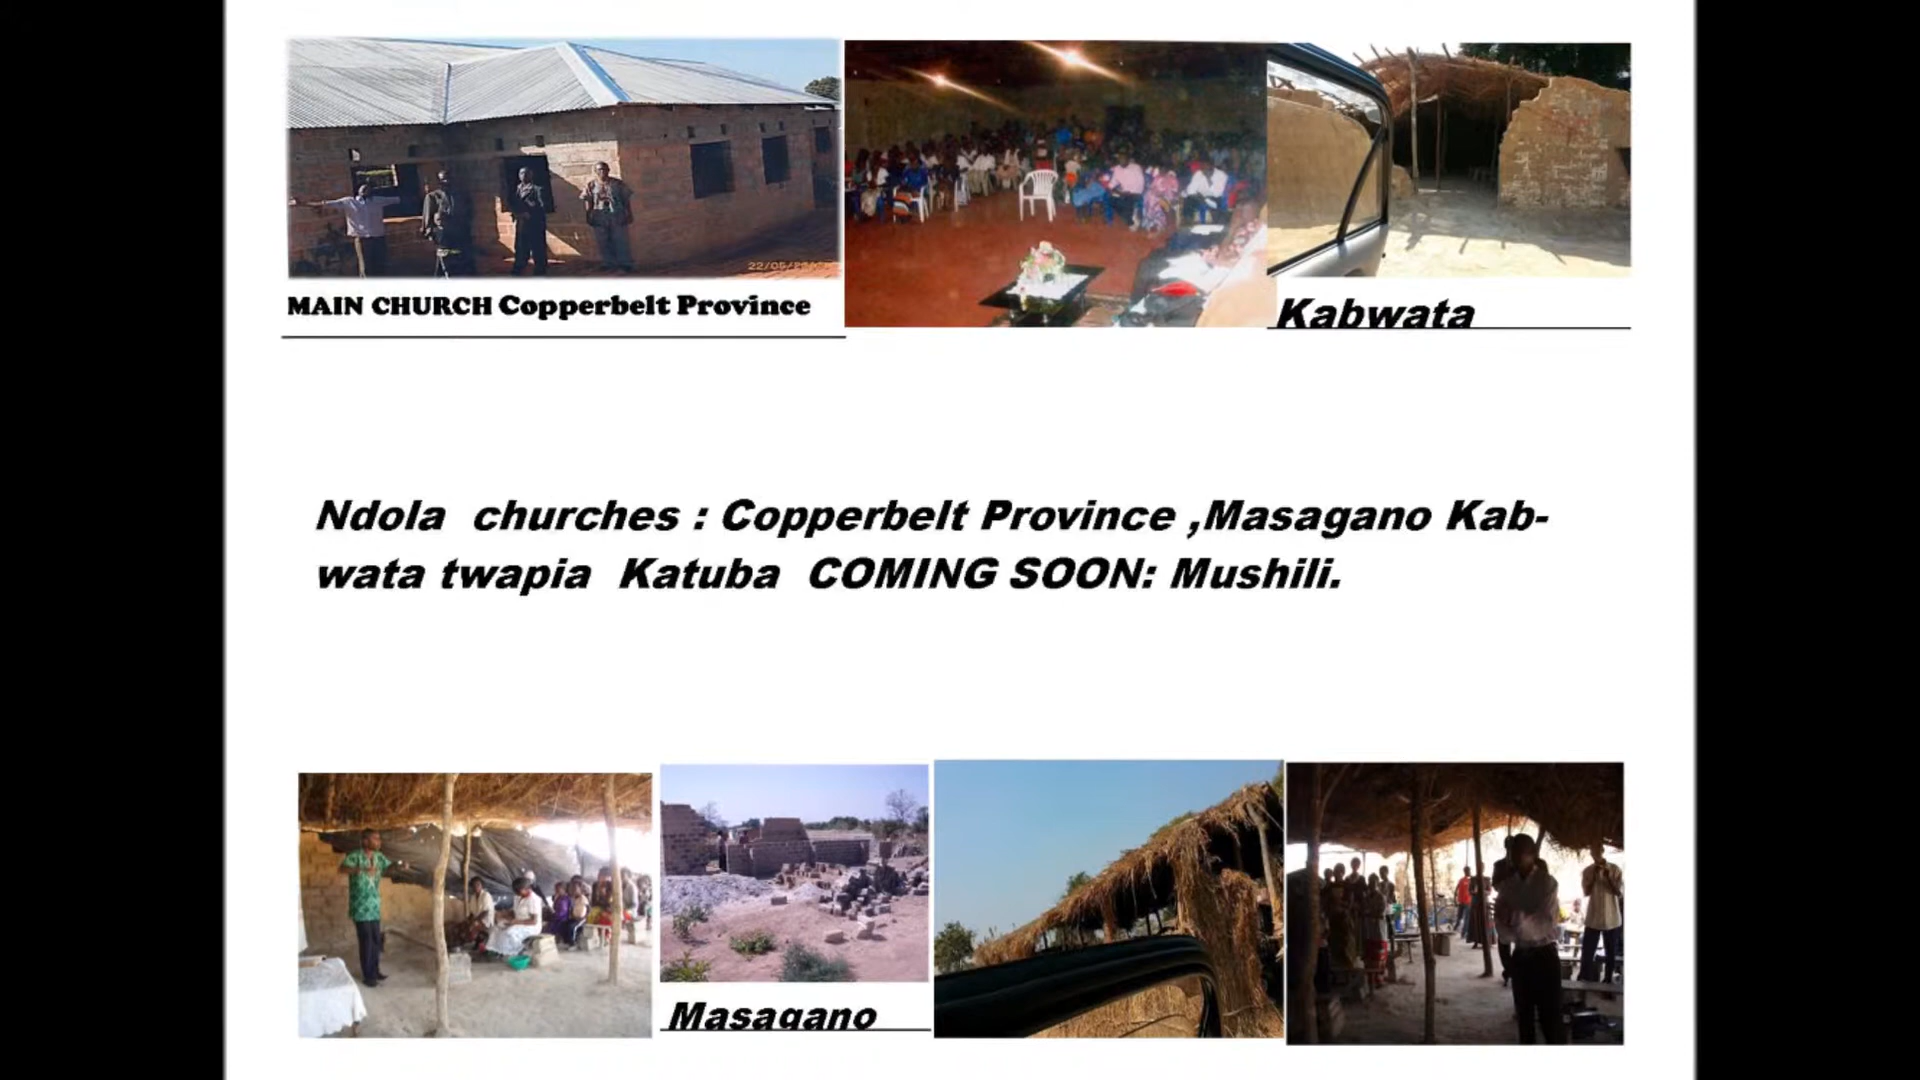 MAIN CHURCH Copperbelt Province
Kabwata
Ndola churches : Copperbelt Province ,Masagano Kab-
wata twapia Katuba COMING SOON: Mushili.
Masagano